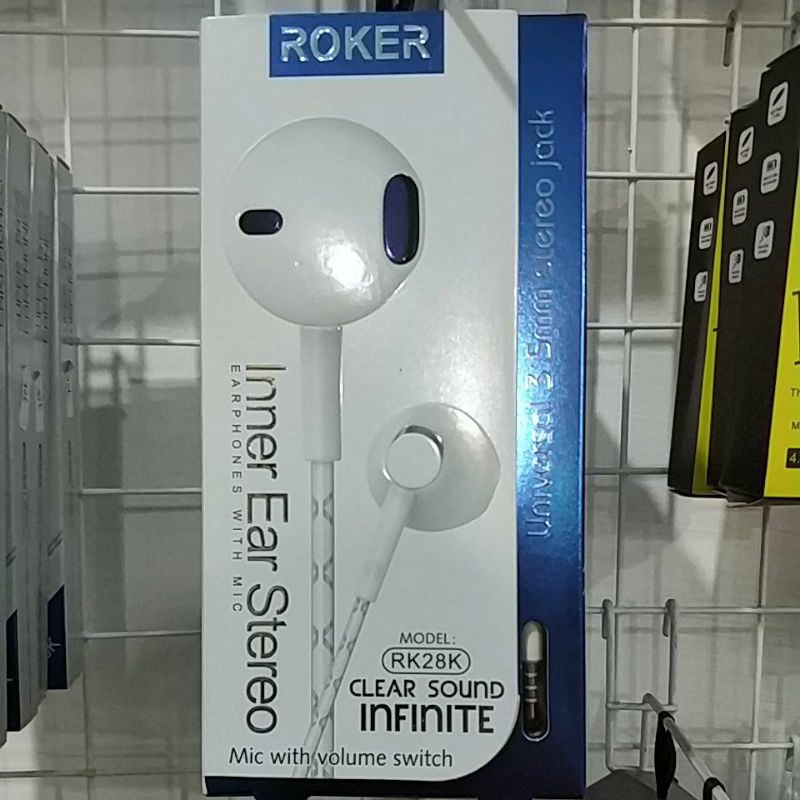 ROKER
Universal 3.5mm stereo jack
Inner Ear Stereo
EARPHONES WITH MIC
MODEL:
RK28K
CLEAR SOUND
INFINITE
Mic with volume switch